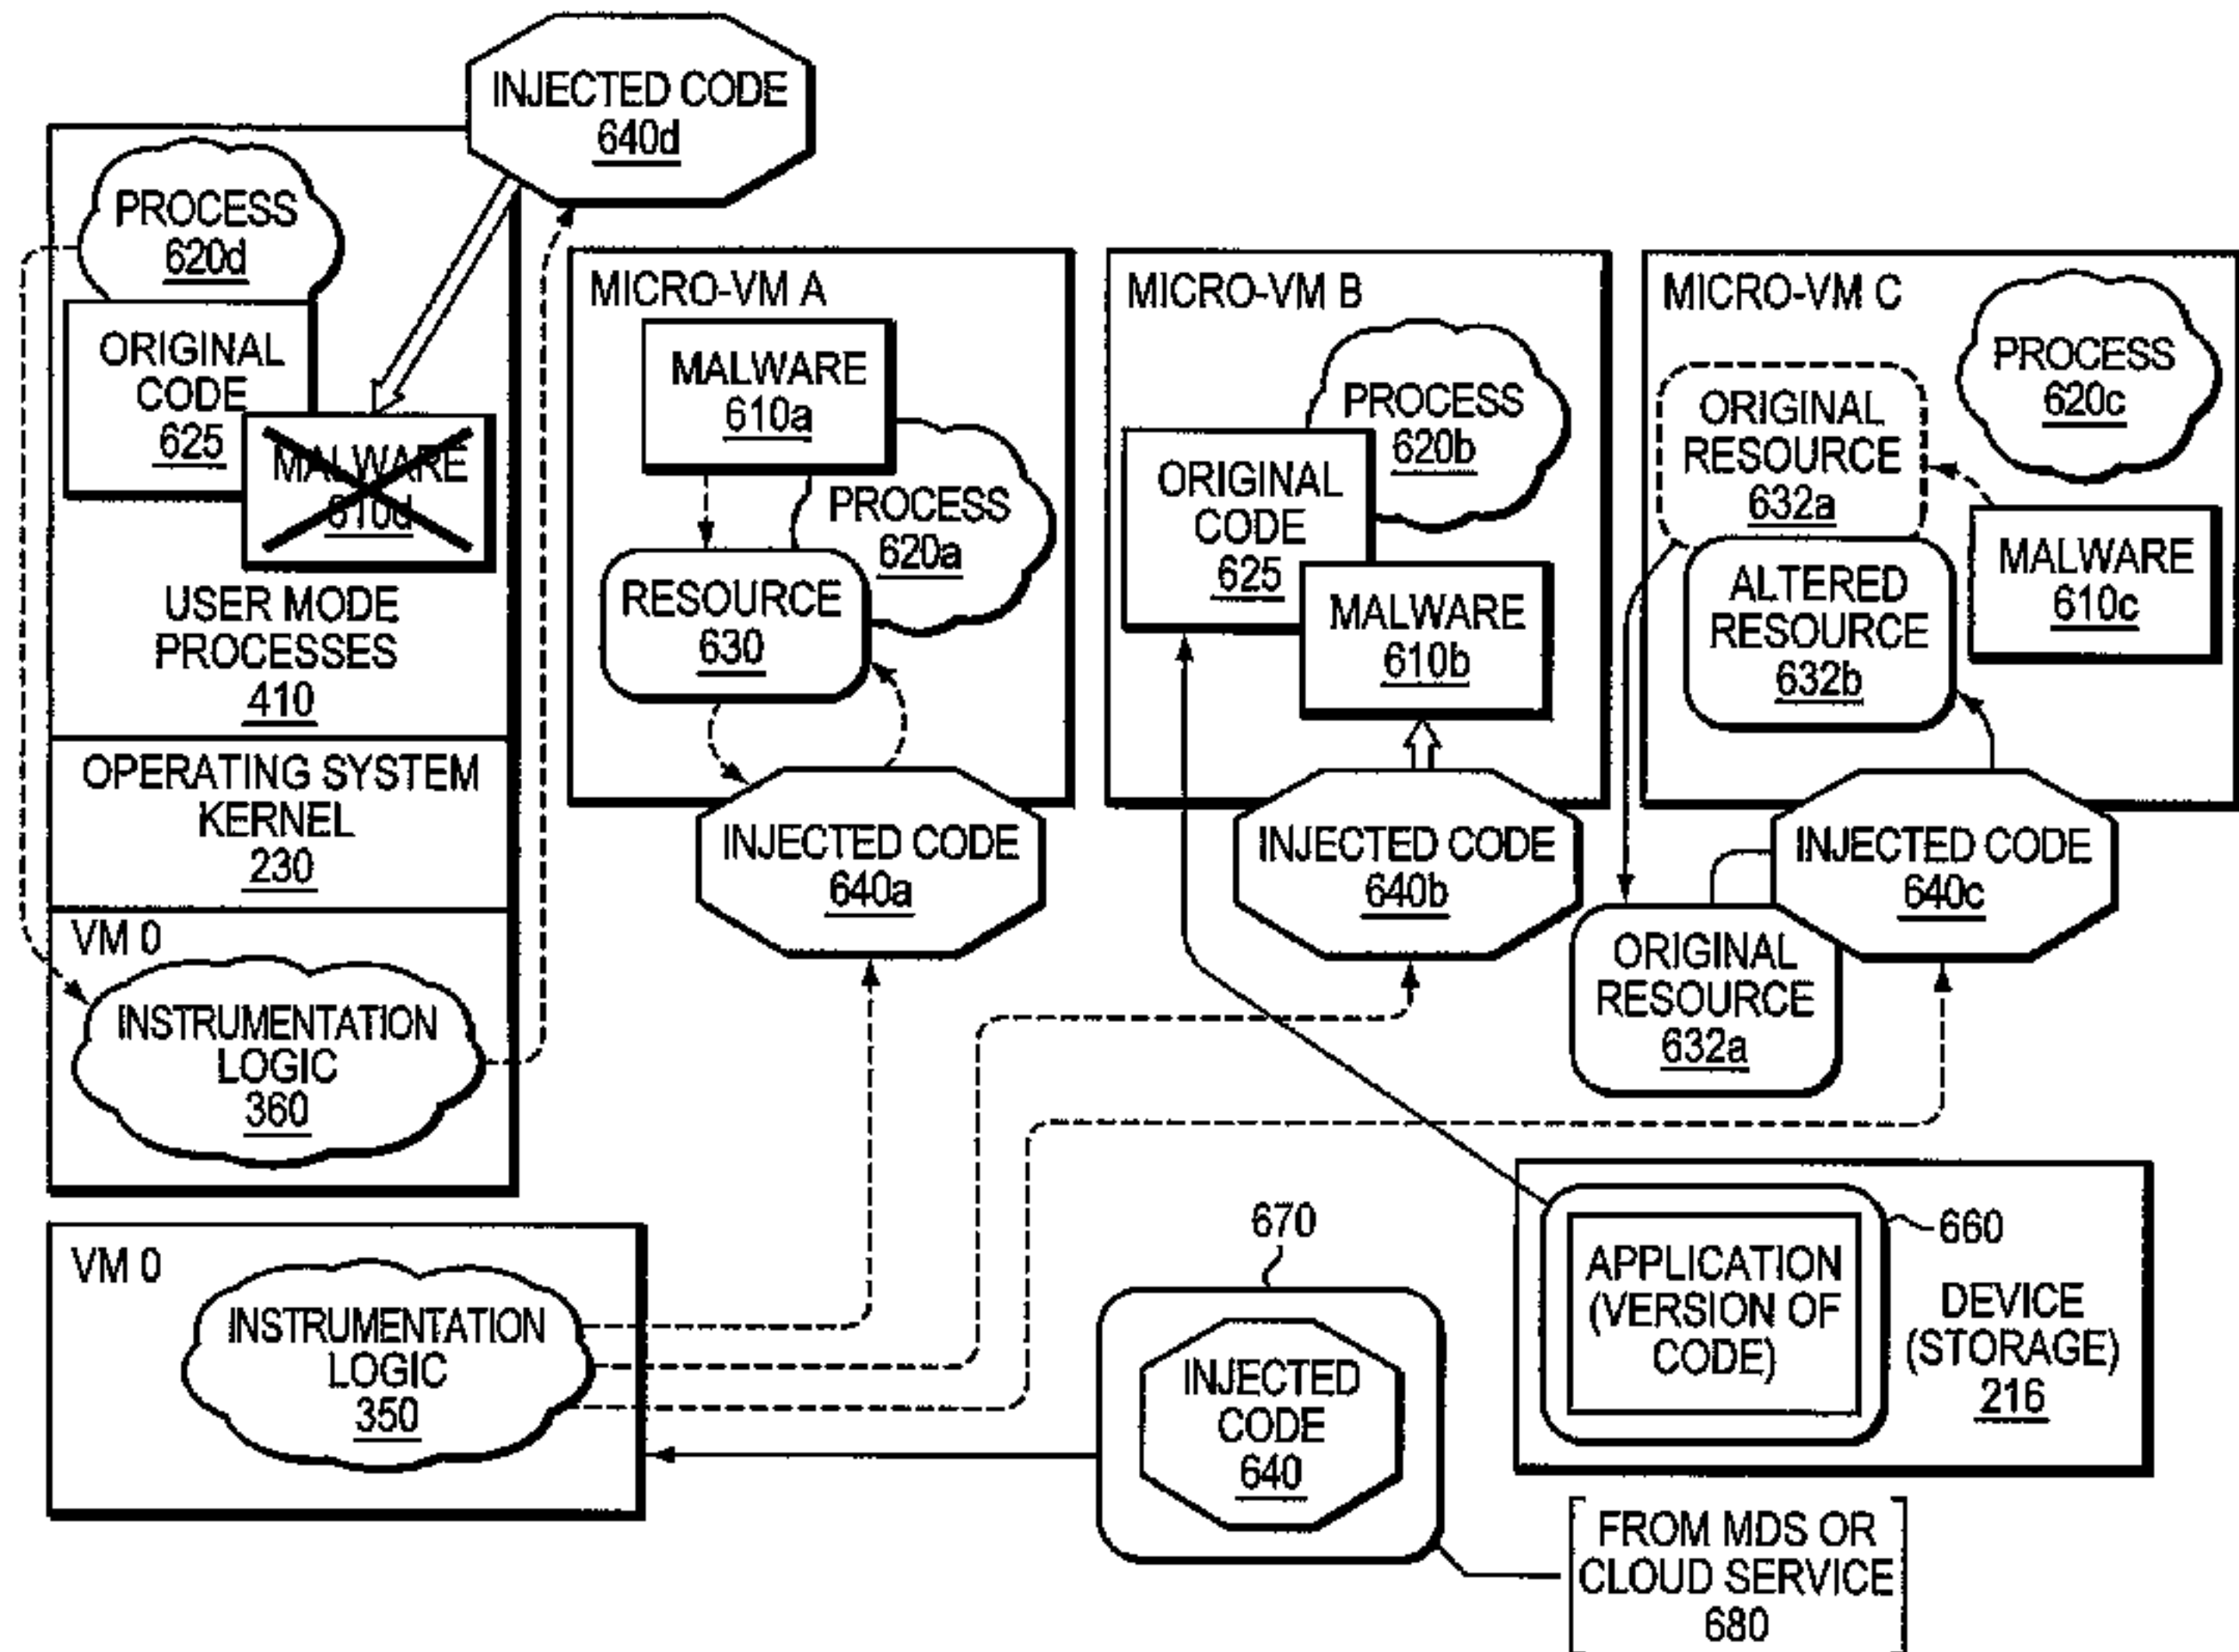 INJECTED CODE
640d
PROCESS
620d
ORIGINAL
CODE
625
MALWARE
610d
USER MODE
PROCESSES
410
OPERATING SYSTEM
KERNEL
230
VM 0
INSTRUMENTATION
LOGIC
360
MICRO-VM A
MALWARE
610a
PROCESS
620a
RESOURCE
630
INJECTED CODE
640a
MICRO-VM B
PROCESS
620b
ORIGINAL
CODE
625
MALWARE
610b
INJECTED CODE
640b
MICRO-VM C
PROCESS
620c
ORIGINAL
RESOURCE
632a
MALWARE
610c
ALTERED
RESOURCE
632b
INJECTED CODE
640c
ORIGINAL
RESOURCE
632a
VM 0
INSTRUMENTATION
LOGIC
350
670
INJECTED
CODE
640
660
APPLICATION
(VERSION OF
CODE)
DEVICE
(STORAGE)
216
FROM MDS OR
CLOUD SERVICE
680